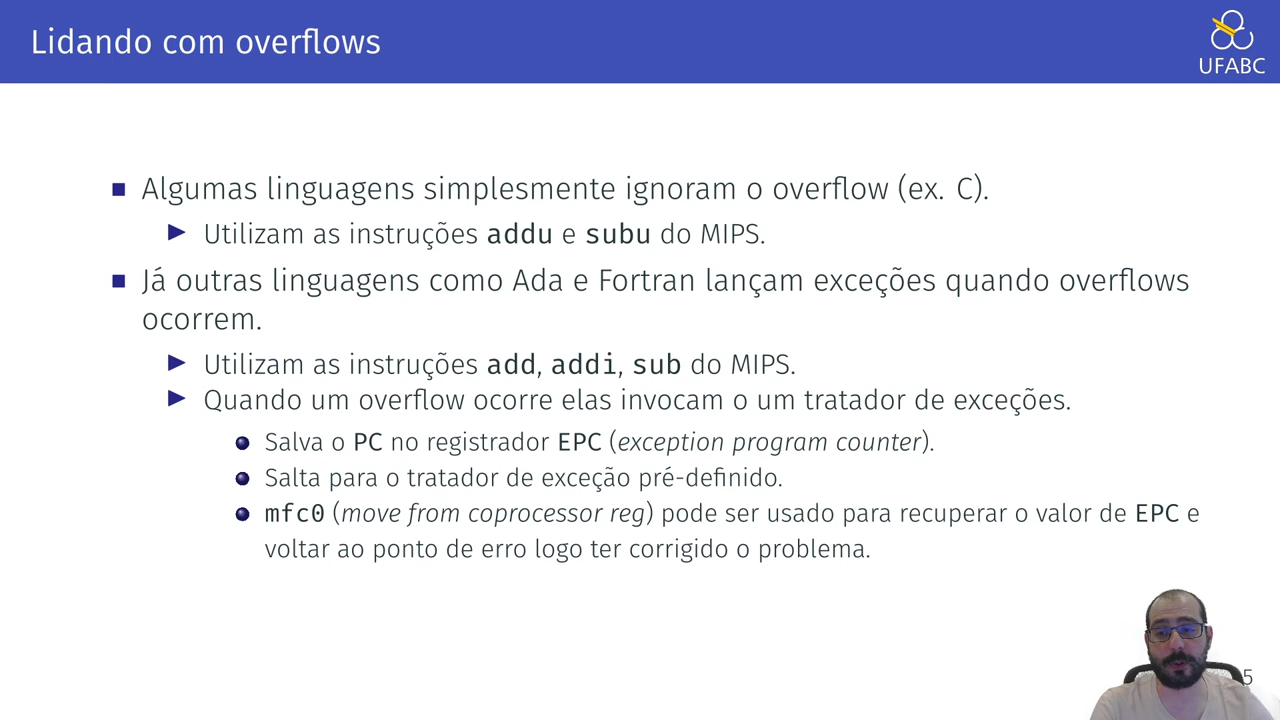 Lidando com overflows
UFABC
Algumas linguagens simplesmente ignoram o overflow (ex. C).
Utilizam as instruções addu e subu do MIPS.
Já outras linguagens como Ada e Fortran lançam exceções quando overflows
ocorrem.
Utilizam as instruções add, addi, sub do MIPS.
Quando um overflow ocorre elas invocam o um tratador de exceções.
Salva o PC no registrador EPC (exception program counter).
Salta para o tratador de exceção pré-definido.
mfc0 (move from coprocessor reg) pode ser usado para recuperar o valor de EPC e
voltar ao ponto de erro logo ter corrigido o problema.
5